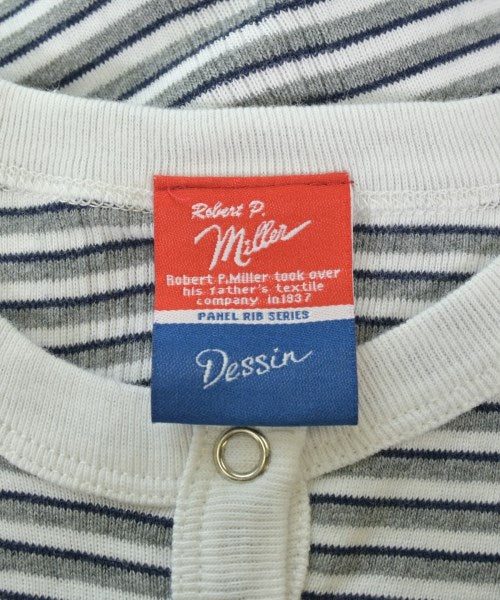 Robert P.
Miller
Robert P.Miller took over
his father's textile
company in1937
PANEL RIB SERIES
Dessin